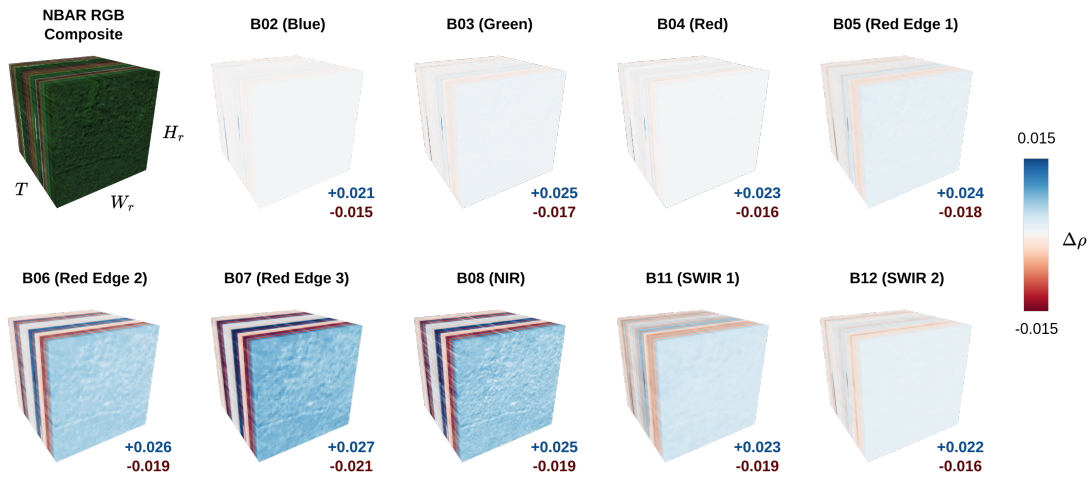 NBAR RGB
Composite
B02 (Blue)
B03 (Green)
B04 (Red)
B05 (Red Edge 1)
H_r
T
W_r
+0.021
-0.015
+0.025
-0.017
+0.023
-0.016
+0.024
-0.018
0.015
Δρ
-0.015
B06 (Red Edge 2)
B07 (Red Edge 3)
B08 (NIR)
B11 (SWIR 1)
B12 (SWIR 2)
+0.026
-0.019
+0.027
-0.021
+0.025
-0.019
+0.023
-0.019
+0.022
-0.016